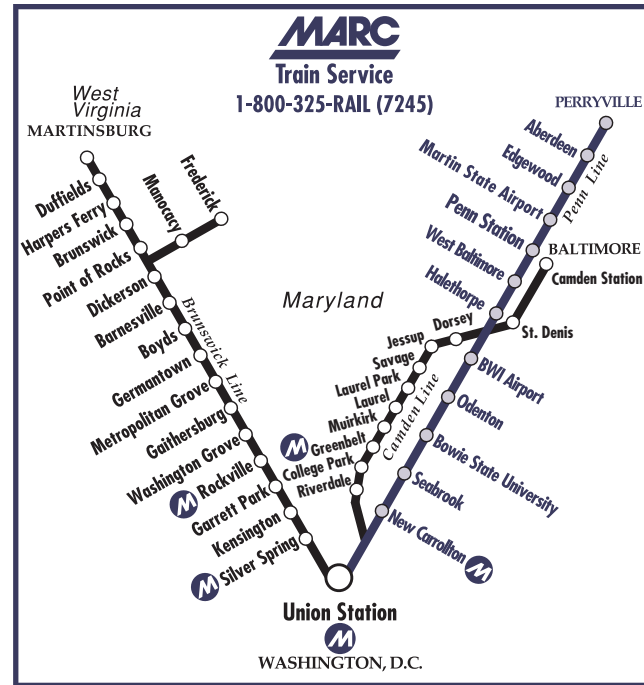 MARC
Train Service
1-800-325-RAIL (7245)
West
Virginia
MARTINSBURG
Duffields
Harpers Ferry
Brunswick
Point of Rocks
Frederick
Manocacy
Dickerson
Barnesville
Boyds
Germantown
Metropolitan Grove
Gaithersburg
Washington Grove
M Rockville
Garrett Park
Kensington
M Silver Spring
Brunswick Line
Maryland
PERRYVILLE
Aberdeen
Edgewood
Martin State Airport
Penn Station
West Baltimore
Halethorpe
Penn Line
BALTIMORE
Camden Station
St. Denis
Dorsey
Jessup
Savage
Laurel Park
Laurel
Muirkirk
M Greenbelt
College Park
Riverdale
Camdon Line
BWI Airport
Odenton
Bowie State University
Seabrook
New Carrollton M
Union Station
M
WASHINGTON, D.C.